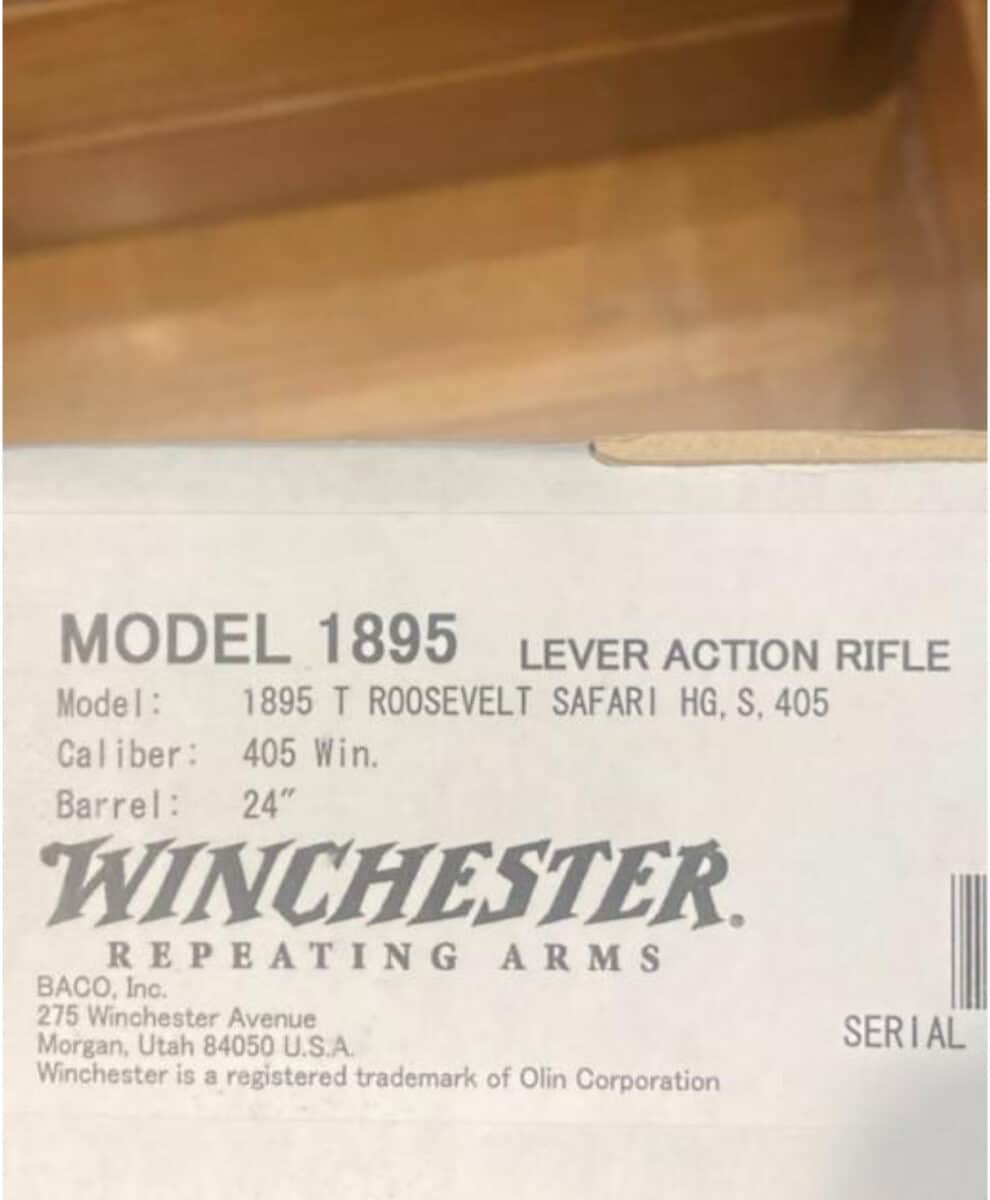 MODEL 1895 LEVER ACTION RIFLE
Model: 1895 T ROOSEVELT SAFARI HG, S, 405
Caliber: 405 Win.
Barrel: 24"
WINCHESTER.
REPEATING ARMS
BACO, Inc.
275 Winchester Avenue
Morgan, Utah 84050 U.S.A.
Winchester is a registered trademark of Olin Corporation
SERIAL